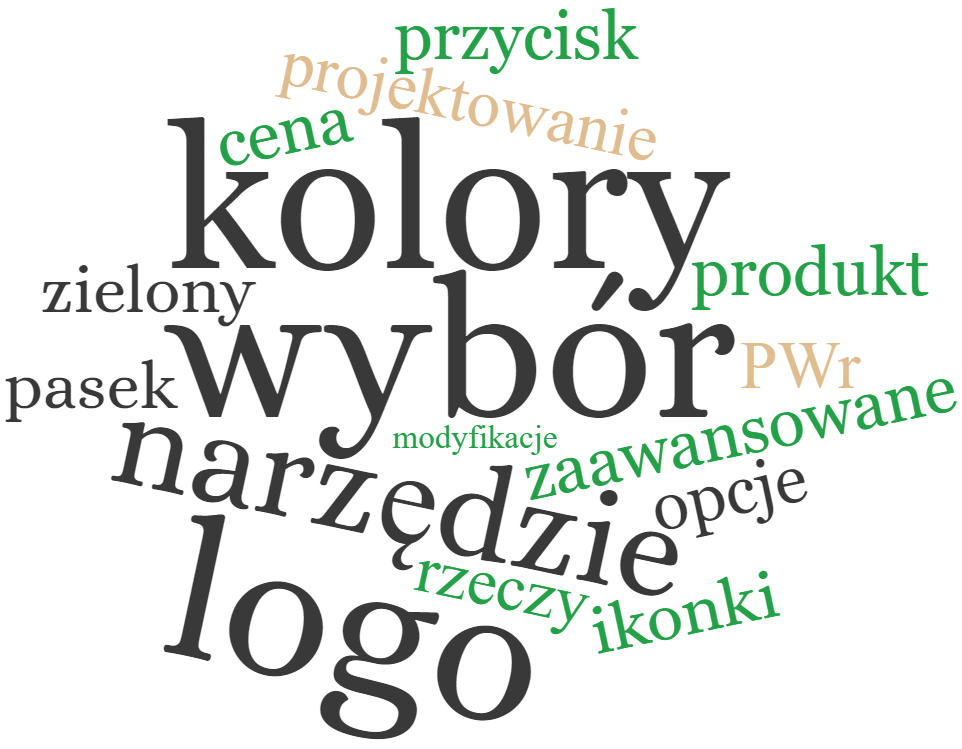 przycisk
projektowanie
cena
kolory
produkt
zielony
wybór
PWr
pasek
zaawansowane
modyfikacje
narzędzie
opcje
rzeczy
ikonki
logo